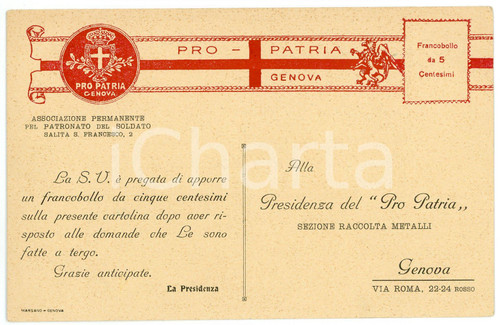 PRO - PATRIA
GENOVA
Francobollo
da 5
Centesimi
PRO PATRIA
GENOVA
ASSOCIAZIONE PERMANENTE
PEL PATRONATO DEL SOLDATO
SALITA S. FRANCESCO, 2
La S. V. è pregata di apporre
un francobollo da cinque centesimi
sulla presente cartolina dopo aver ri-
sposto alle domande che Le sono
fatte a tergo.
Grazie anticipate.
La Presidenza
Alla
Presidenza del "Pro Patria,,
SEZIONE RACCOLTA METALLI
Genova
VIA ROMA, 22-24 ROSSO
MARSANO - GENOVA
iCharta